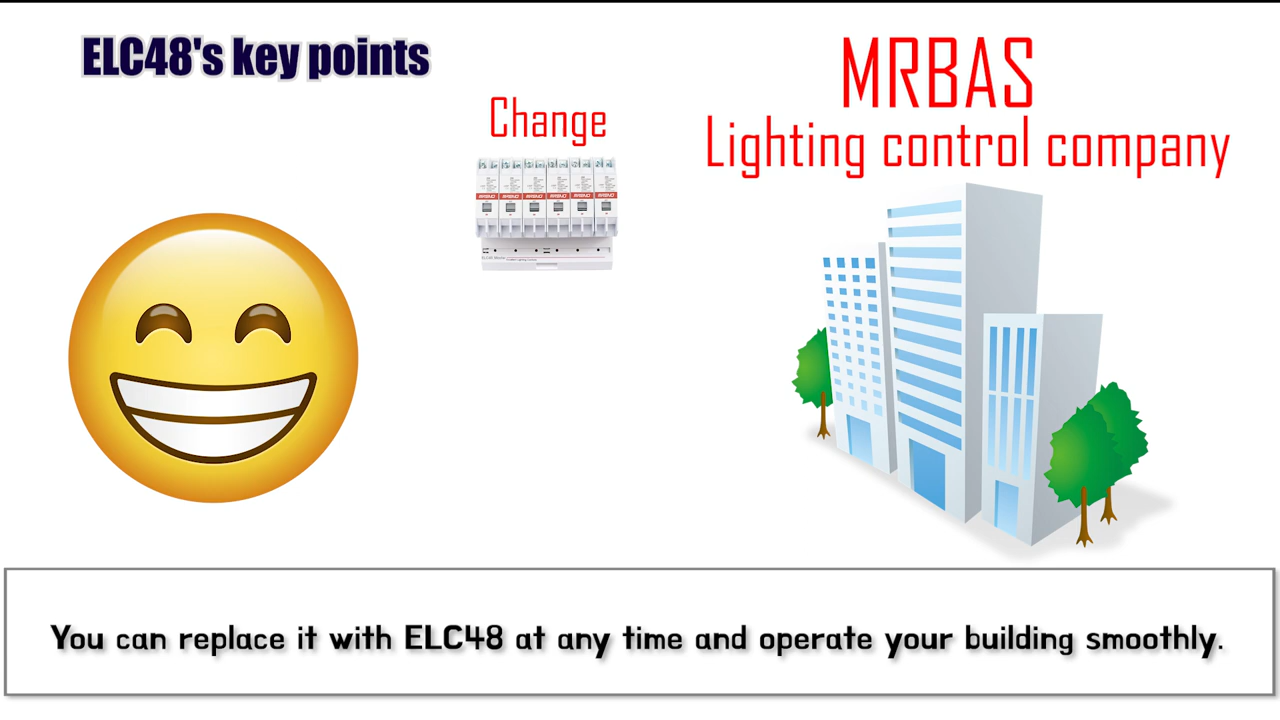 ELC48's key points
MRBAS
Lighting control company
Change
You can replace it with ELC48 at any time and operate your building smoothly.